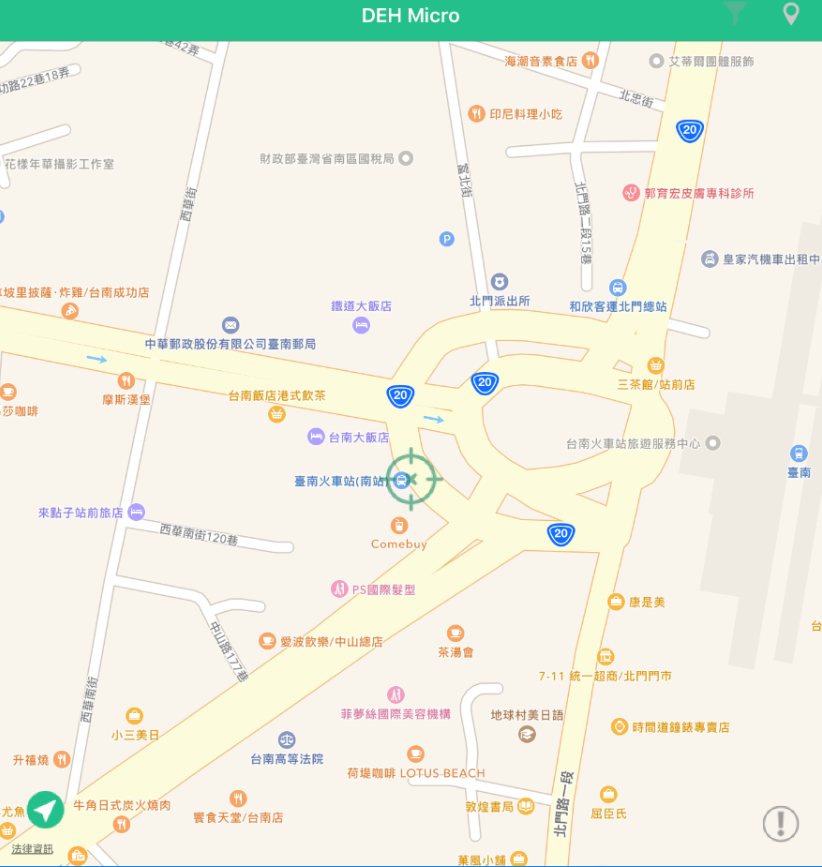 DEH Micro
巷42弄
海潮音素食店
艾蒂爾團體服飾
功路22巷18弄
北忠街
印尼料理小吃
20
花樣年華攝影工作室
財政部臺灣省南區國稅局
富北街
西華街
北門路二段15巷
郭育宏皮膚專科診所
P
皇家汽機車出租中
坡里披薩·炸雞/台南成功店
北門派出所
和欣客運北門總站
鐵道大飯店
中華郵政股份有限公司臺南郵局
摩斯漢堡
台南飯店港式飲茶
20
20
三茶館/站前店
莎咖啡
台南大飯店
台南火車站旅遊服務中心
臺南
臺南火車站(南站)
來點子站前旅店
西華南街120巷
Comebuy
20
PS國際髮型
康是美
中山路177巷
愛波飲樂/中山總店
茶湯會
台
7-11 統一超商/北門門市
西華南街
菲夢絲國際美容機構
地球村美日語
時間道鐘錶專賣店
小三美日
台南高等法院
升禧燒
荷堤咖啡 LOTUS BEACH
北門路一段
尤魚
牛角日式炭火燒肉
饗食天堂/台南店
敦煌書局
屈臣氏
法律資訊
菓風小舖